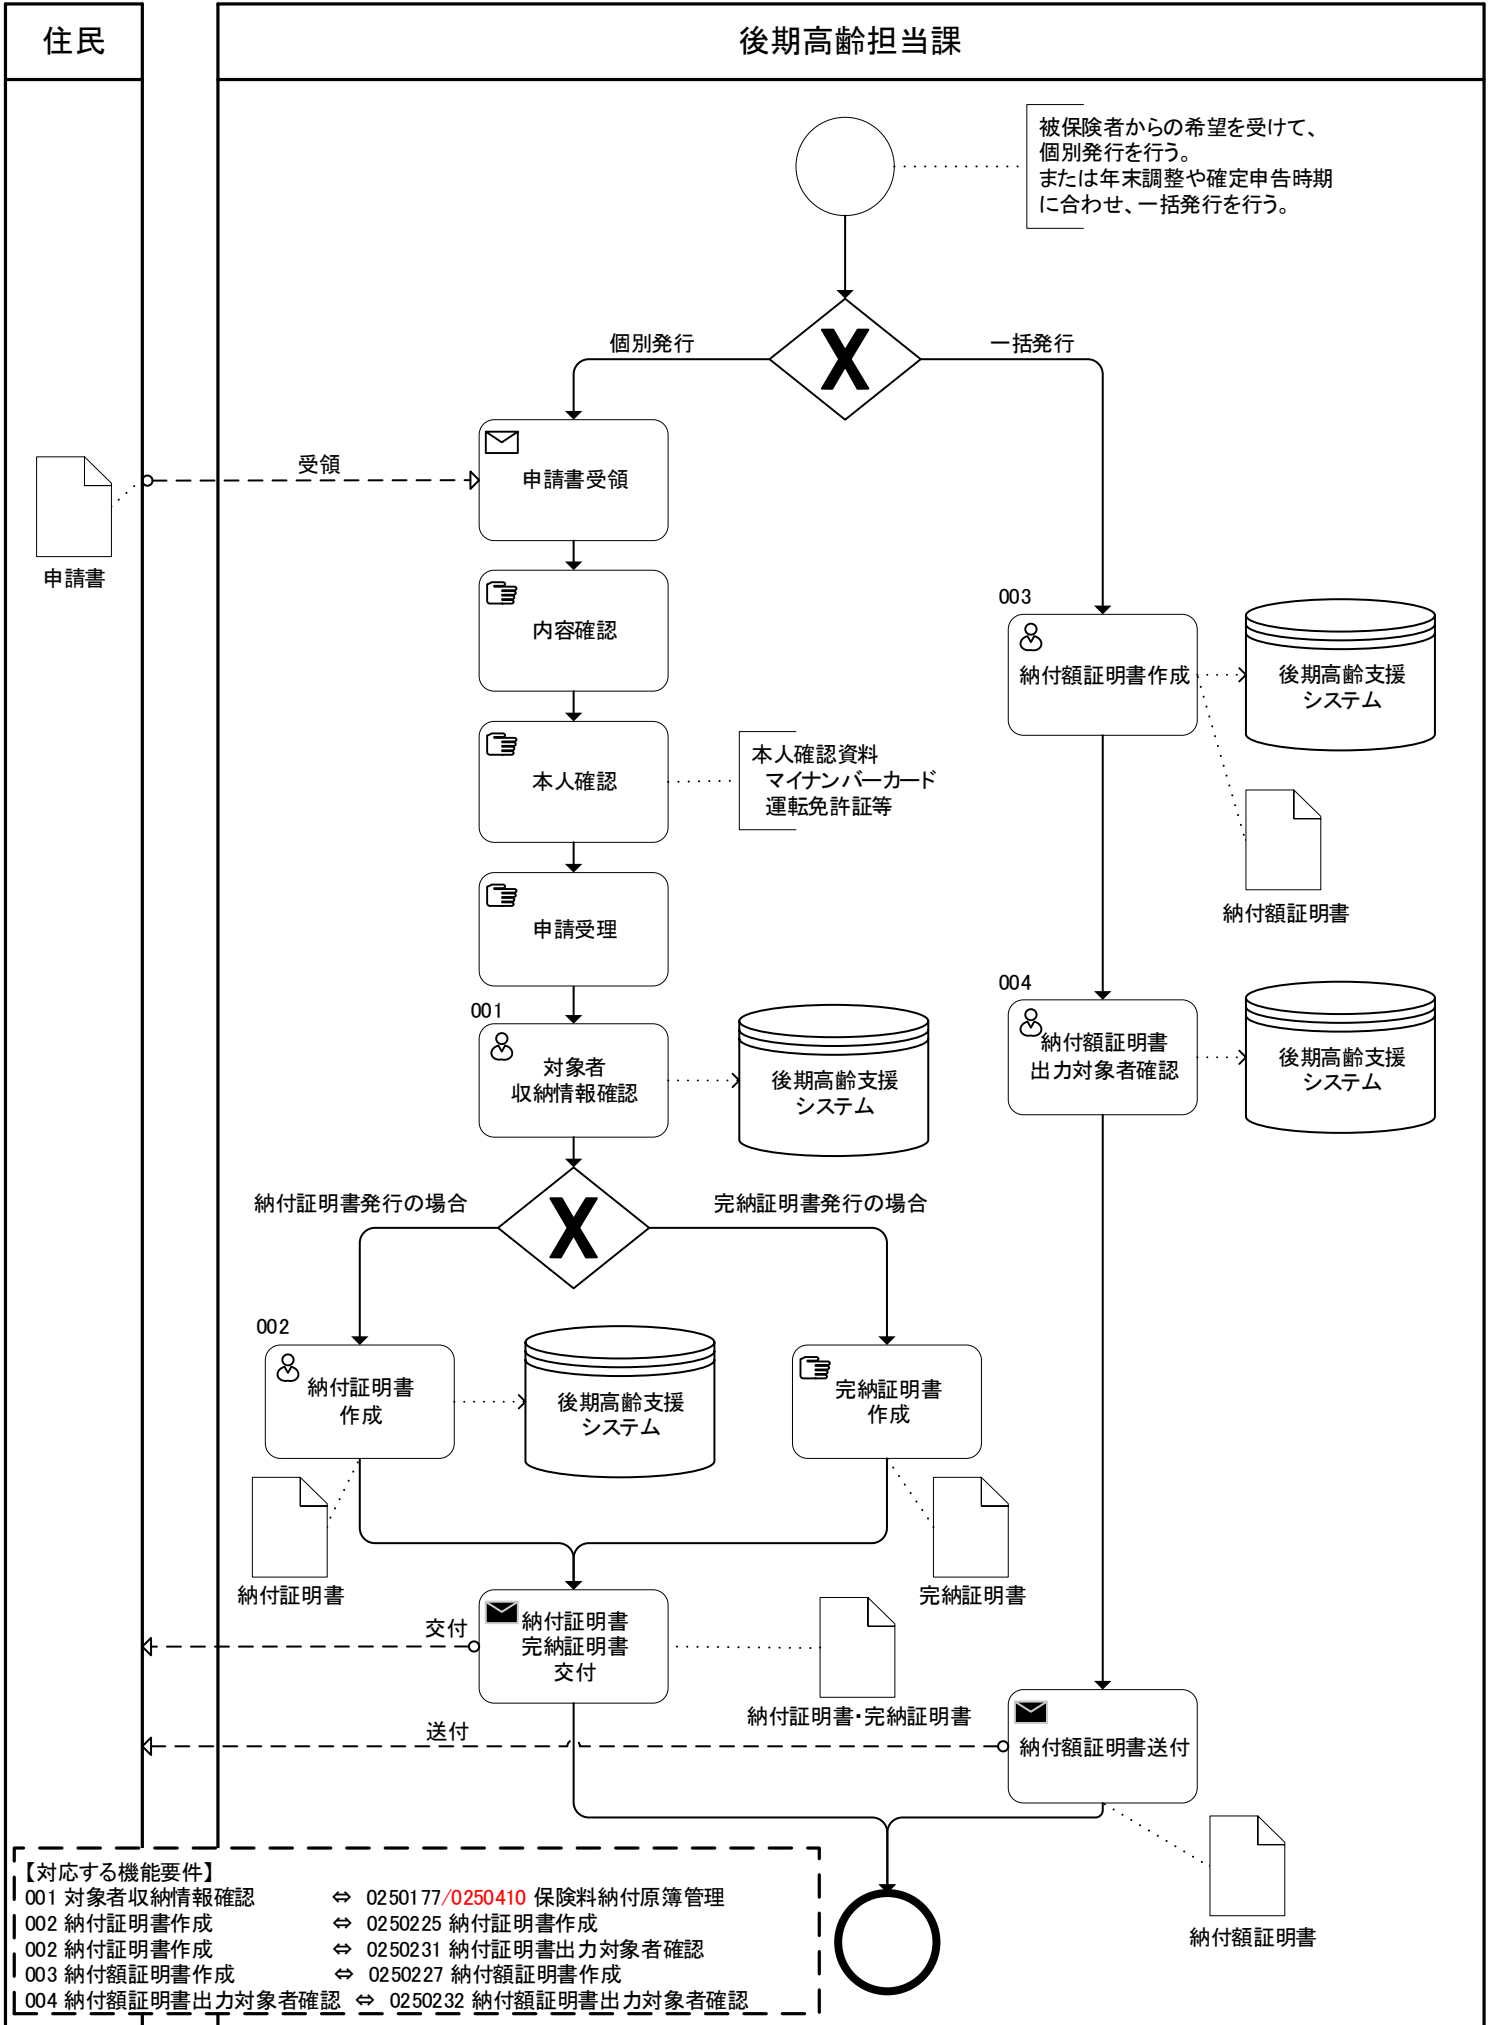 住民
後期高齢担当課
被保険者からの希望を受けて、
個別発行を行う。
または年末調整や確定申告時期
に合わせ、一括発行を行う。
個別発行
一括発行
X
受領
申請書受領
申請書
内容確認
003
納付額証明書作成
後期高齢支援
システム
本人確認
本人確認資料
マイナンバーカード
運転免許証等
納付額証明書
申請受理
004
納付額証明書
出力対象者確認
後期高齢支援
システム
001
対象者
収納情報確認
後期高齢支援
システム
納付証明書発行の場合
完納証明書発行の場合
X
002
納付証明書
作成
後期高齢支援
システム
完納証明書
作成
納付証明書
完納証明書
交付
納付証明書
完納証明書
交付
納付証明書・完納証明書
送付
納付額証明書送付
納付額証明書
【対応する機能要件】
001 対象者収納情報確認 ⇔ 0250177/0250410 保険料納付原簿管理
002 納付証明書作成 ⇔ 0250225 納付証明書作成
002 納付証明書作成 ⇔ 0250231 納付証明書出力対象者確認
003 納付額証明書作成 ⇔ 0250227 納付額証明書作成
004 納付額証明書出力対象者確認 ⇔ 0250232 納付額証明書出力対象者確認